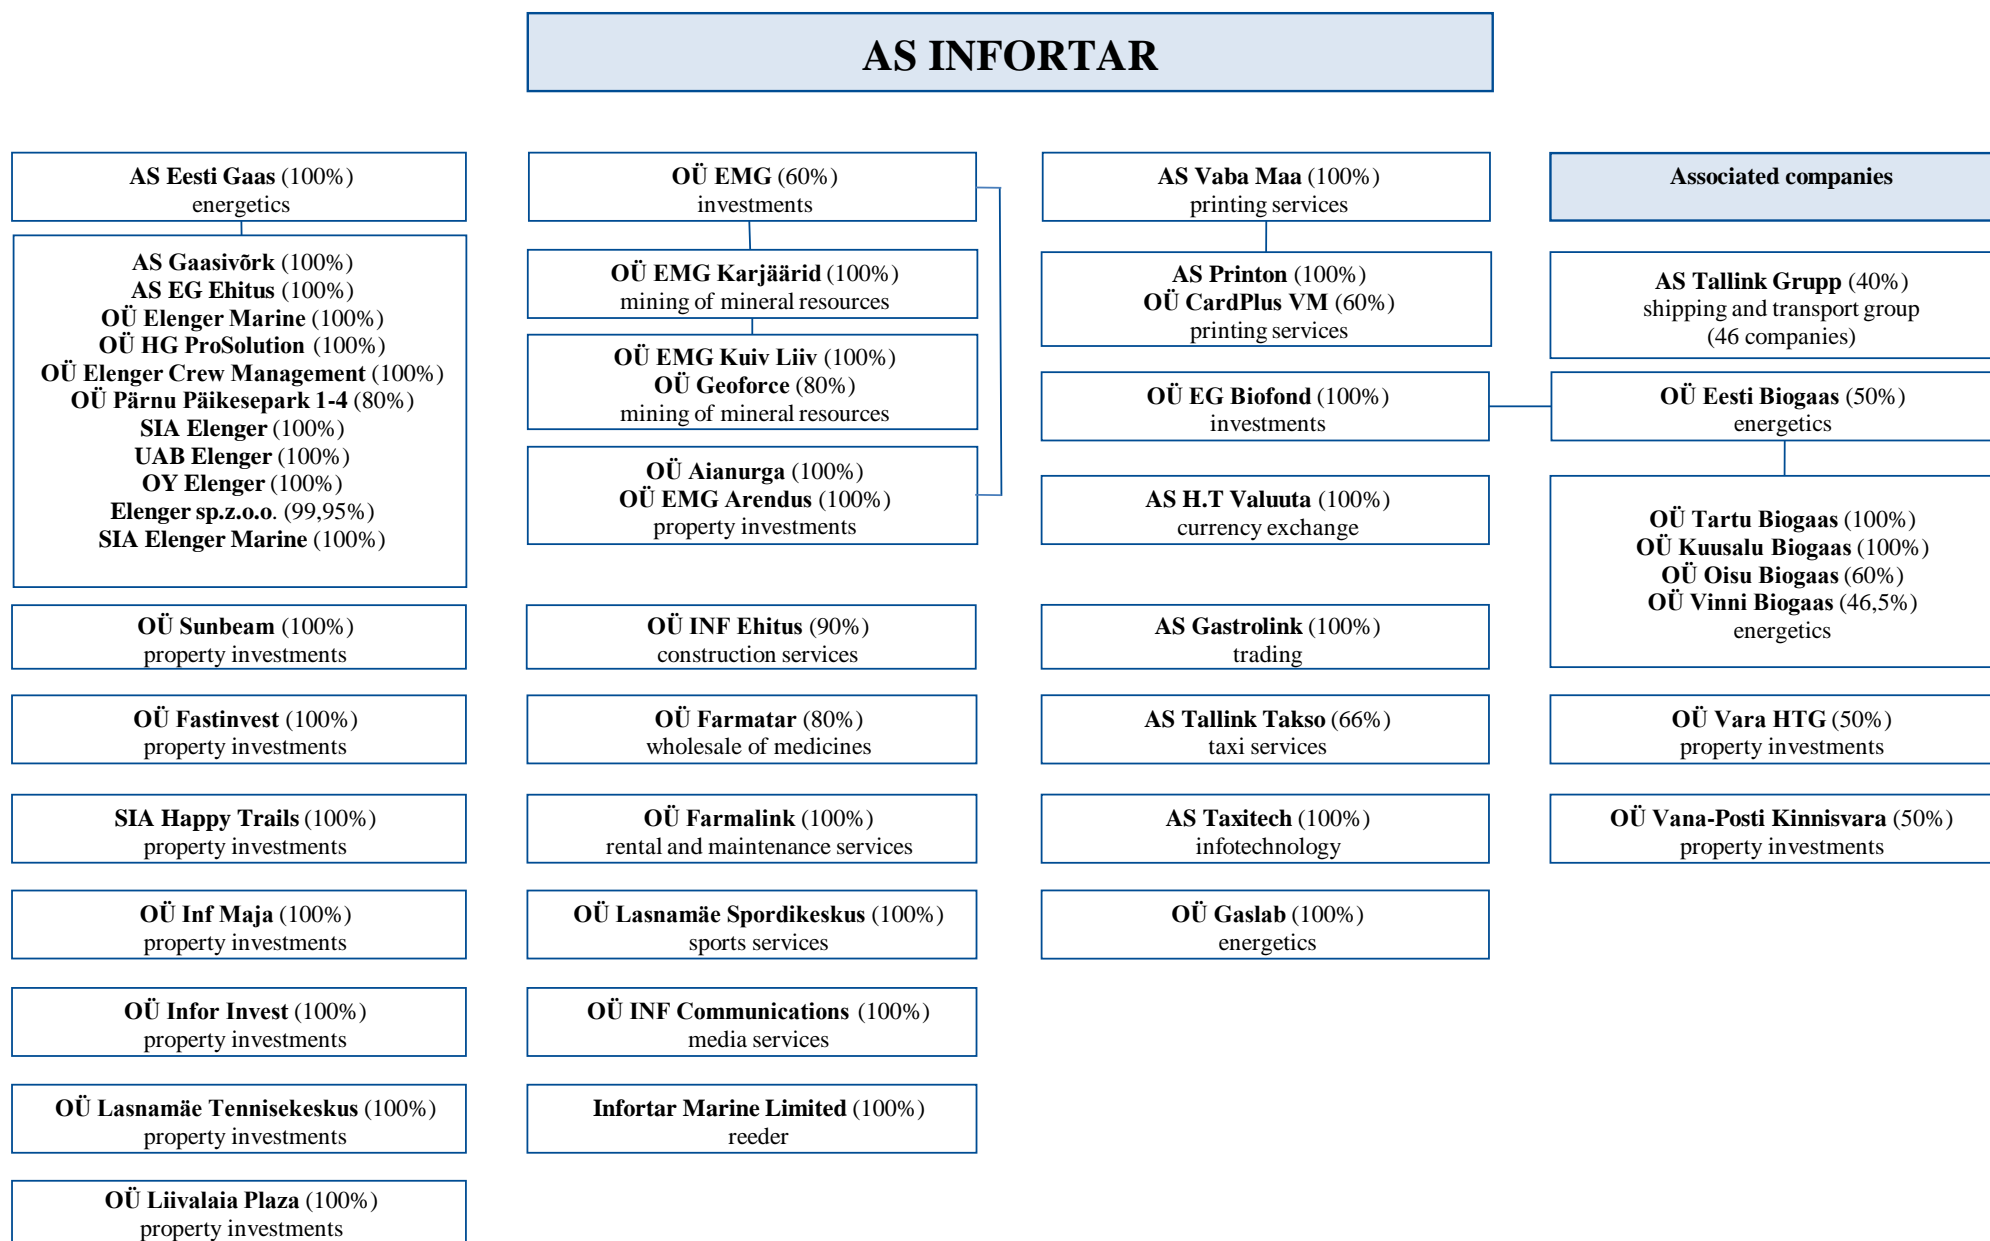 AS INFORTAR
AS Eesti Gaas (100%)
energetics
AS Gaasivõrk (100%)
AS EG Ehitus (100%)
OÜ Elenger Marine (100%)
OÜ HG ProSolution (100%)
OÜ Elenger Crew Management (100%)
OÜ Pärnu Päikesepark 1-4 (80%)
SIA Elenger (100%)
UAB Elenger (100%)
OY Elenger (100%)
Elenger sp.z.o.o. (99,95%)
SIA Elenger Marine (100%)
OÜ Sunbeam (100%)
property investments
OÜ Fastinvest (100%)
property investments
SIA Happy Trails (100%)
property investments
OÜ Inf Maja (100%)
property investments
OÜ Infor Invest (100%)
property investments
OÜ Lasnamäe Tennisekeskus (100%)
property investments
OÜ Liivalaia Plaza (100%)
property investments
OÜ EMG (60%)
investments
OÜ EMG Karjäärid (100%)
mining of mineral resources
OÜ EMG Kuiv Liiv (100%)
OÜ Geoforce (80%)
mining of mineral resources
OÜ Aianurga (100%)
OÜ EMG Arendus (100%)
property investments
OÜ INF Ehitus (90%)
construction services
OÜ Farmatar (80%)
wholesale of medicines
OÜ Farmalink (100%)
rental and maintenance services
OÜ Lasnamäe Spordikeskus (100%)
sports services
OÜ INF Communications (100%)
media services
Infortar Marine Limited (100%)
reeder
AS Vaba Maa (100%)
printing services
AS Printon (100%)
OÜ CardPlus VM (60%)
printing services
OÜ EG Biofond (100%)
investments
AS H.T Valuuta (100%)
currency exchange
AS Gastrolink (100%)
trading
AS Tallink Takso (66%)
taxi services
AS Taxitech (100%)
infotechnology
OÜ Gaslab (100%)
energetics
Associated companies
AS Tallink Grupp (40%)
shipping and transport group
(46 companies)
OÜ Eesti Biogaas (50%)
energetics
OÜ Tartu Biogaas (100%)
OÜ Kuusalu Biogaas (100%)
OÜ Oisu Biogaas (60%)
OÜ Vinni Biogaas (46,5%)
energetics
OÜ Vara HTG (50%)
property investments
OÜ Vana-Posti Kinnisvara (50%)
property investments